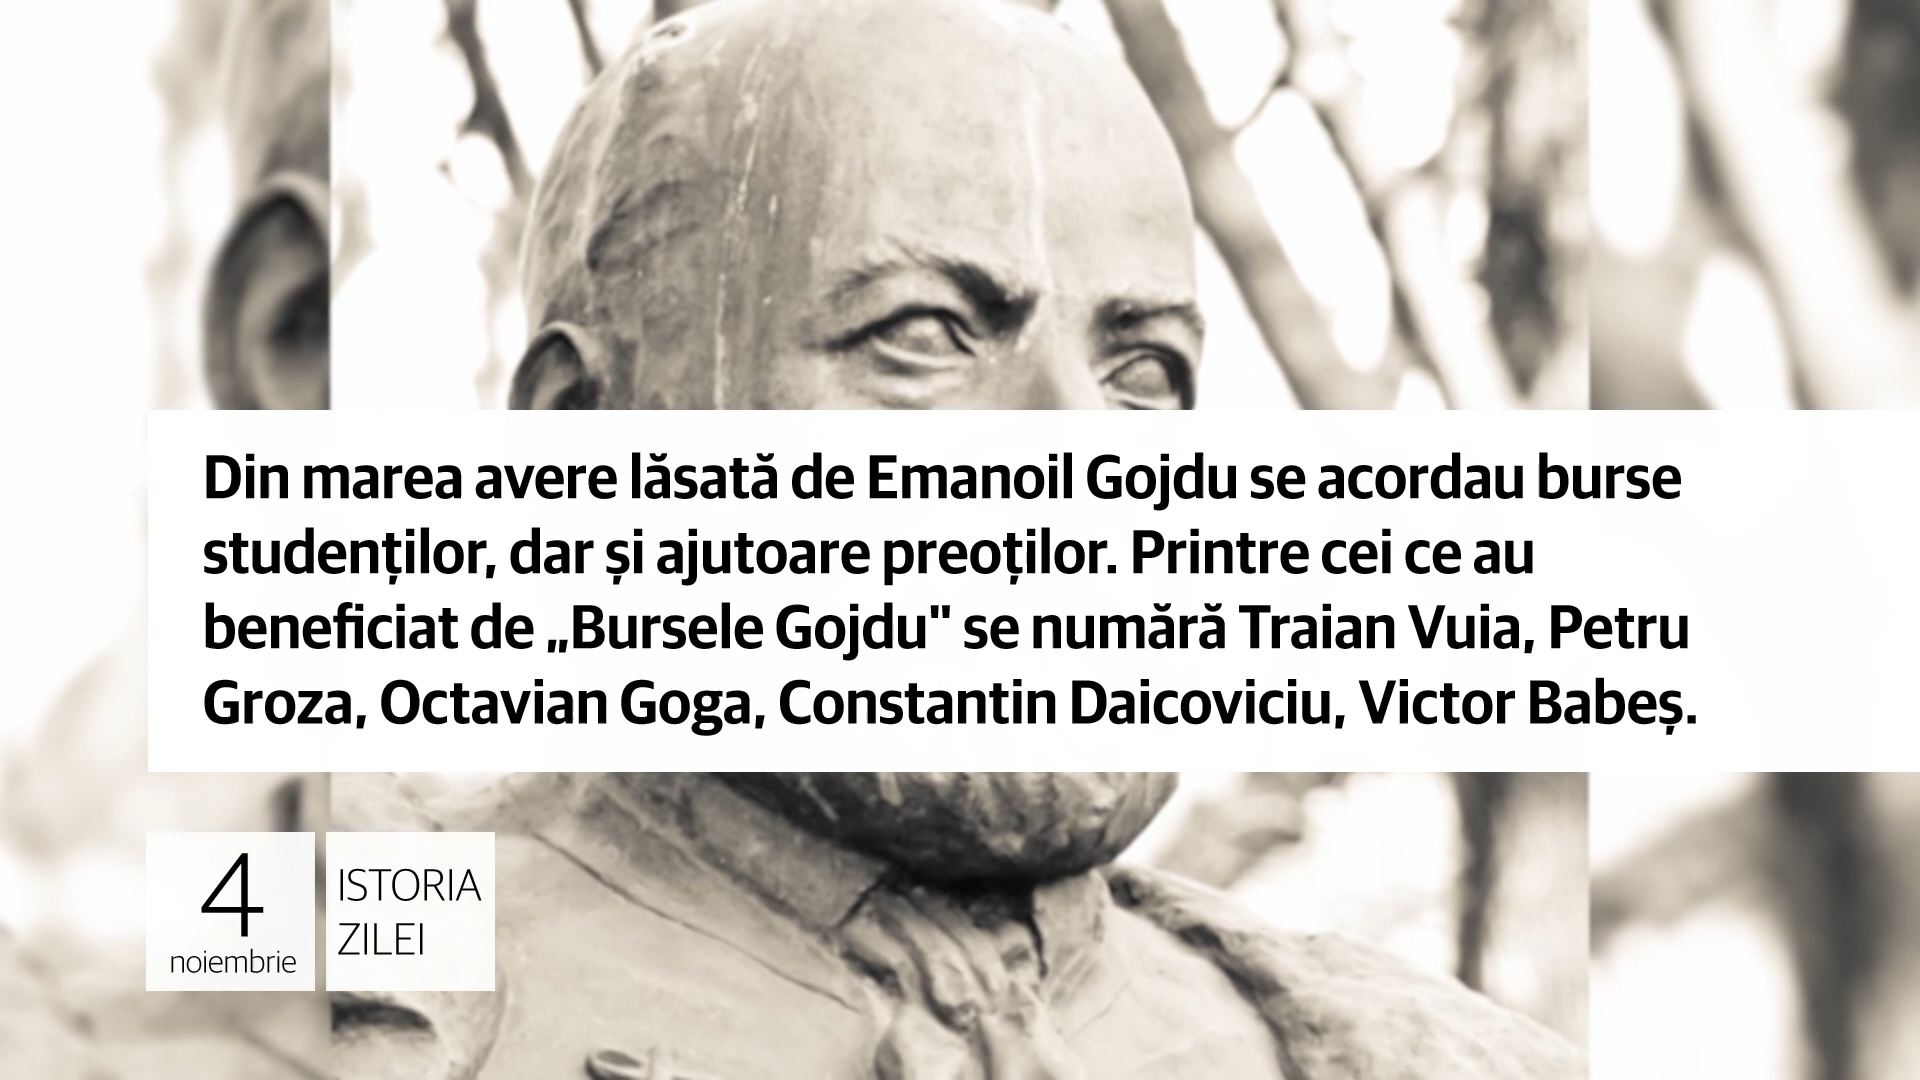 Din marea avere lăsată de Emanoil Gojdu se acordau burse
studenților, dar și ajutoare preoților. Printre cei ce au
beneficiat de „Bursele Gojdu" se numără Traian Vuia, Petru
Groza, Octavian Goga, Constantin Daicoviciu, Victor Babeș.
4
noiembrie
ISTORIA
ZILEI